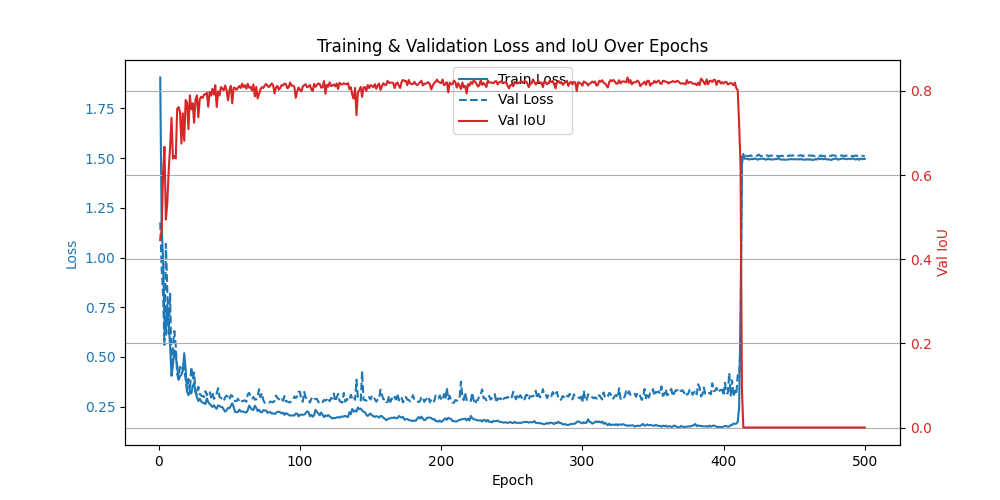 Training & Validation Loss and IoU Over Epochs
Train Loss
Val Loss
Val IoU
1.75
1.50
1.25
1.00
0.75
0.50
0.25
Loss
0.8
0.6
0.4
0.2
0.0
Val IoU
0 100 200 300 400 500
Epoch